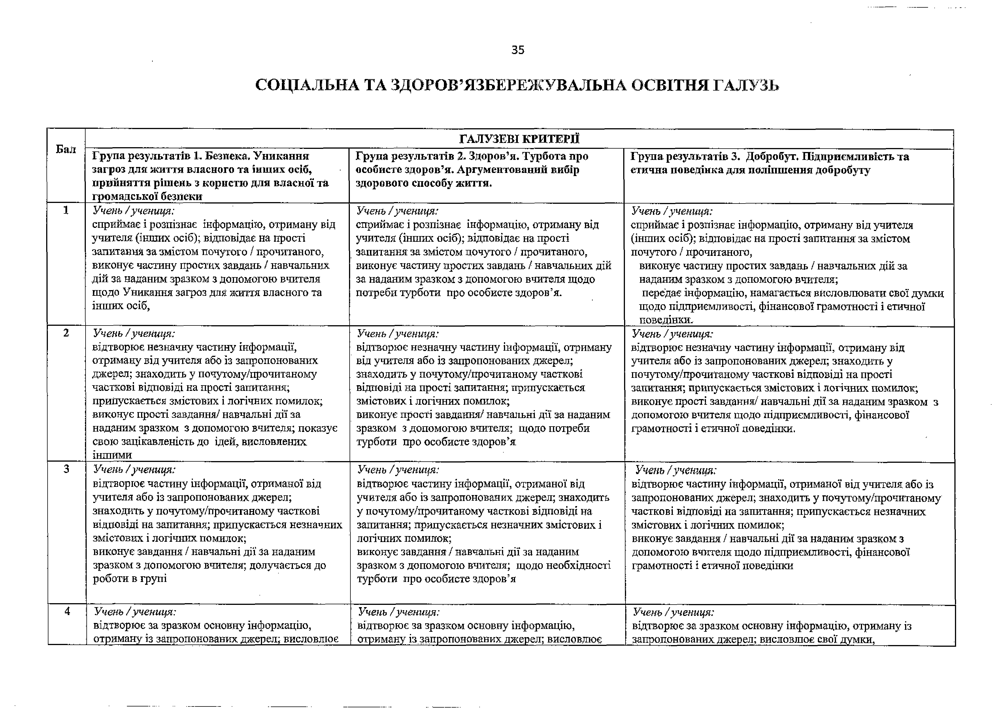 35
СОЦІАЛЬНА ТА ЗДОРОВ’ЯЗБЕРЕЖУВАЛЬНА ОСВІТНЯ ГАЛУЗЬ
Бал
ГАЛУЗЕВІ КРИТЕРІЇ
Група результатів 1. Безпека. Уникання
загроз для життя власного та інших осіб,
прийняття рішень з користю для власної та
громадської безпеки
Група результатів 2. Здоров’я. Турбота про
особисте здоров’я. Аргументований вибір
здорового способу життя.
Група результатів 3. Добробут. Підприємливість та
етична поведінка для поліпшення добробуту
1
Учень / учениця:
сприймає і розпізнає інформацію, отриману від
учителя (інших осіб); відповідає на прості
запитання за змістом почутого / прочитаного,
виконує частину простих завдань / навчальних
дій за наданим зразком з допомогою вчителя
щодо Уникання загроз для життя власного та
інших осіб,
Учень / учениця:
сприймає і розпізнає інформацію, отриману від
учителя (інших осіб); відповідає на прості
запитання за змістом почутого / прочитаного,
виконує частину простих завдань / навчальних дій
за наданим зразком з допомогою вчителя щодо
потреби турботи про особисте здоров’я.
Учень / учениця:
сприймає і розпізнає інформацію, отриману від учителя
(інших осіб); відповідає на прості запитання за змістом
почутого / прочитаного,
виконує частину простих завдань / навчальних дій за
наданим зразком з допомогою вчителя;
передає інформацію, намагається висловлювати свої думки
щодо підприємливості, фінансової грамотності і етичної
поведінки.
2
Учень / учениця:
відтворює незначну частину інформації,
отриману від учителя або із запропонованих
джерел; знаходить у почутому/прочитаному
часткові відповіді на прості запитання;
припускається змістових і логічних помилок;
виконує прості завдання/ навчальні дії за
наданим зразком з допомогою вчителя; показує
свою зацікавленість до ідей, висловлених
іншими
Учень / учениця:
відтворює незначну частину інформації, отриману
від учителя або із запропонованих джерел;
знаходить у почутому/прочитаному часткові
відповіді на прості запитання; припускається
змістових і логічних помилок;
виконує прості завдання/ навчальні дії за наданим
зразком з допомогою вчителя; щодо потреби
турботи про особисте здоров’я
Учень / учениця:
відтворює незначну частину інформації, отриману від
учителя або із запропонованих джерел; знаходить у
почутому/прочитаному часткові відповіді на прості
запитання; припускається змістових і логічних помилок;
виконує прості завдання/ навчальні дії за наданим зразком з
допомогою вчителя щодо підприємливості, фінансової
грамотності і етичної поведінки.
3
Учень / учениця:
відтворює частину інформації, отриманої від
учителя або із запропонованих джерел;
знаходить у почутому/прочитаному часткові
відповіді на запитання; припускається незначних
змістових і логічних помилок;
виконує завдання / навчальні дії за наданим
зразком з допомогою вчителя; долучається до
роботи в групі
Учень / учениця:
відтворює частину інформації, отриманої від
учителя або із запропонованих джерел; знаходить
у почутому/прочитаному часткові відповіді на
запитання; припускається незначних змістових і
логічних помилок;
виконує завдання / навчальні дії за наданим
зразком з допомогою вчителя; щодо необхідності
турботи про особисте здоров’я
Учень / учениця:
відтворює частину інформації, отриманої від учителя або із
запропонованих джерел; знаходить у почутому/прочитаному
часткові відповіді на запитання; припускається незначних
змістових і логічних помилок;
виконує завдання / навчальні дії за наданим зразком з
допомогою вчителя щодо підприємливості, фінансової
грамотності і етичної поведінки
4
Учень / учениця:
відтворює за зразком основну інформацію,
отриману із запропонованих джерел; висловлює
Учень / учениця:
відтворює за зразком основну інформацію,
отриману із запропонованих джерел; висловлює
Учень / учениця:
відтворює за зразком основну інформацію, отриману із
запропонованих джерел; висловлює свої думки,